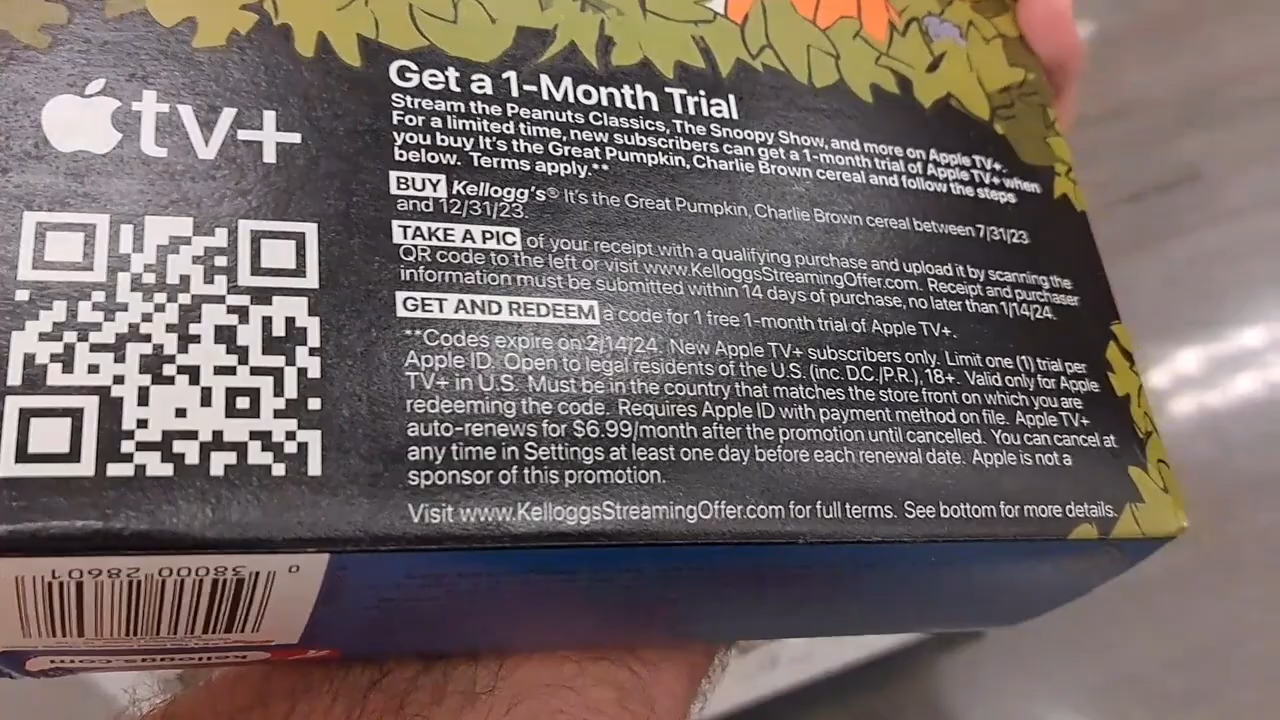 tv+
Get a 1-Month Trial
Stream the Peanuts Classics, The Snoopy Show, and more on Apple TV+.
For a limited time, new subscribers can get a 1-month trial of Apple TV+ when
you buy It's the Great Pumpkin, Charlie Brown cereal and follow the steps
below. Terms apply.**
BUY Kellogg's® It's the Great Pumpkin, Charlie Brown cereal between 7/31/23
and 12/31/23.
TAKE A PIC of your receipt with a qualifying purchase and upload it by scanning the
QR code to the left or visit www.KelloggsStreamingOffer.com. Receipt and purchaser
information must be submitted within 14 days of purchase, no later than 1/14/24.
GET AND REDEEM a code for 1 free 1-month trial of Apple TV+.
**Codes expire on 2/14/24. New Apple TV+ subscribers only. Limit one (1) trial per
Apple ID. Open to legal residents of the U.S. (inc. D.C./P.R.), 18+. Valid only for Apple
TV+ in U.S. Must be in the country that matches the store front on which you are
redeeming the code. Requires Apple ID with payment method on file. Apple TV+
auto-renews for $6.99/month after the promotion until cancelled. You can cancel at
any time in Settings at least one day before each renewal date. Apple is not a
sponsor of this promotion.
Visit www.KelloggsStreamingOffer.com for full terms. See bottom for more details.
0 38000 28601
kelloggs.com